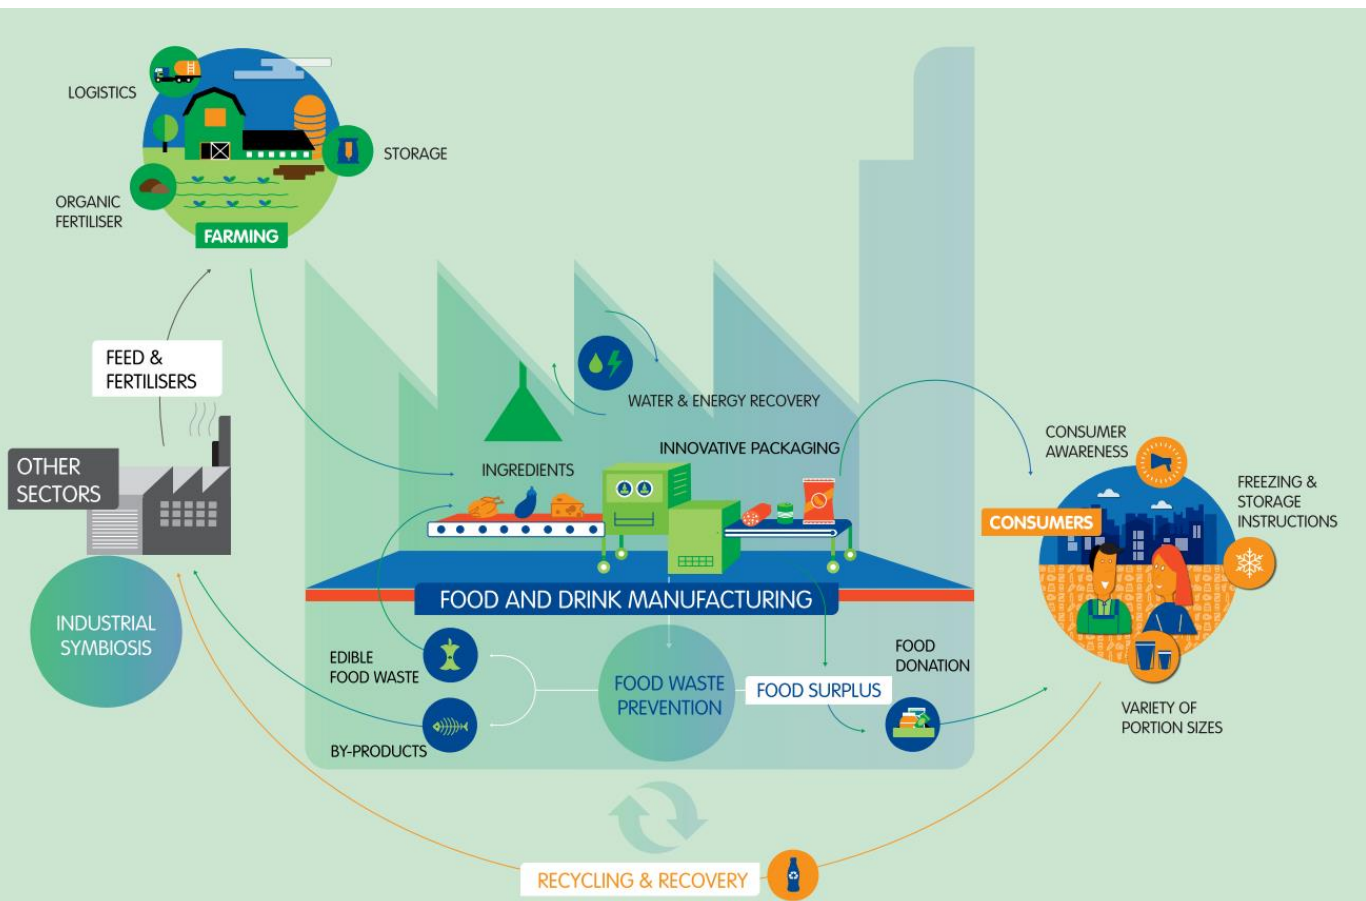 LOGISTICS
STORAGE
ORGANIC
FERTILISER
FARMING
FEED &
FERTILISERS
OTHER
SECTORS
INDUSTRIAL
SYMBIOSIS
WATER & ENERGY RECOVERY
INNOVATIVE PACKAGING
INGREDIENTS
FOOD AND DRINK MANUFACTURING
EDIBLE
FOOD WASTE
BY-PRODUCTS
FOOD WASTE
PREVENTION
FOOD SURPLUS
FOOD
DONATION
CONSUMER
AWARENESS
FREEZING &
STORAGE
INSTRUCTIONS
CONSUMERS
VARIETY OF
PORTION SIZES
RECYCLING & RECOVERY